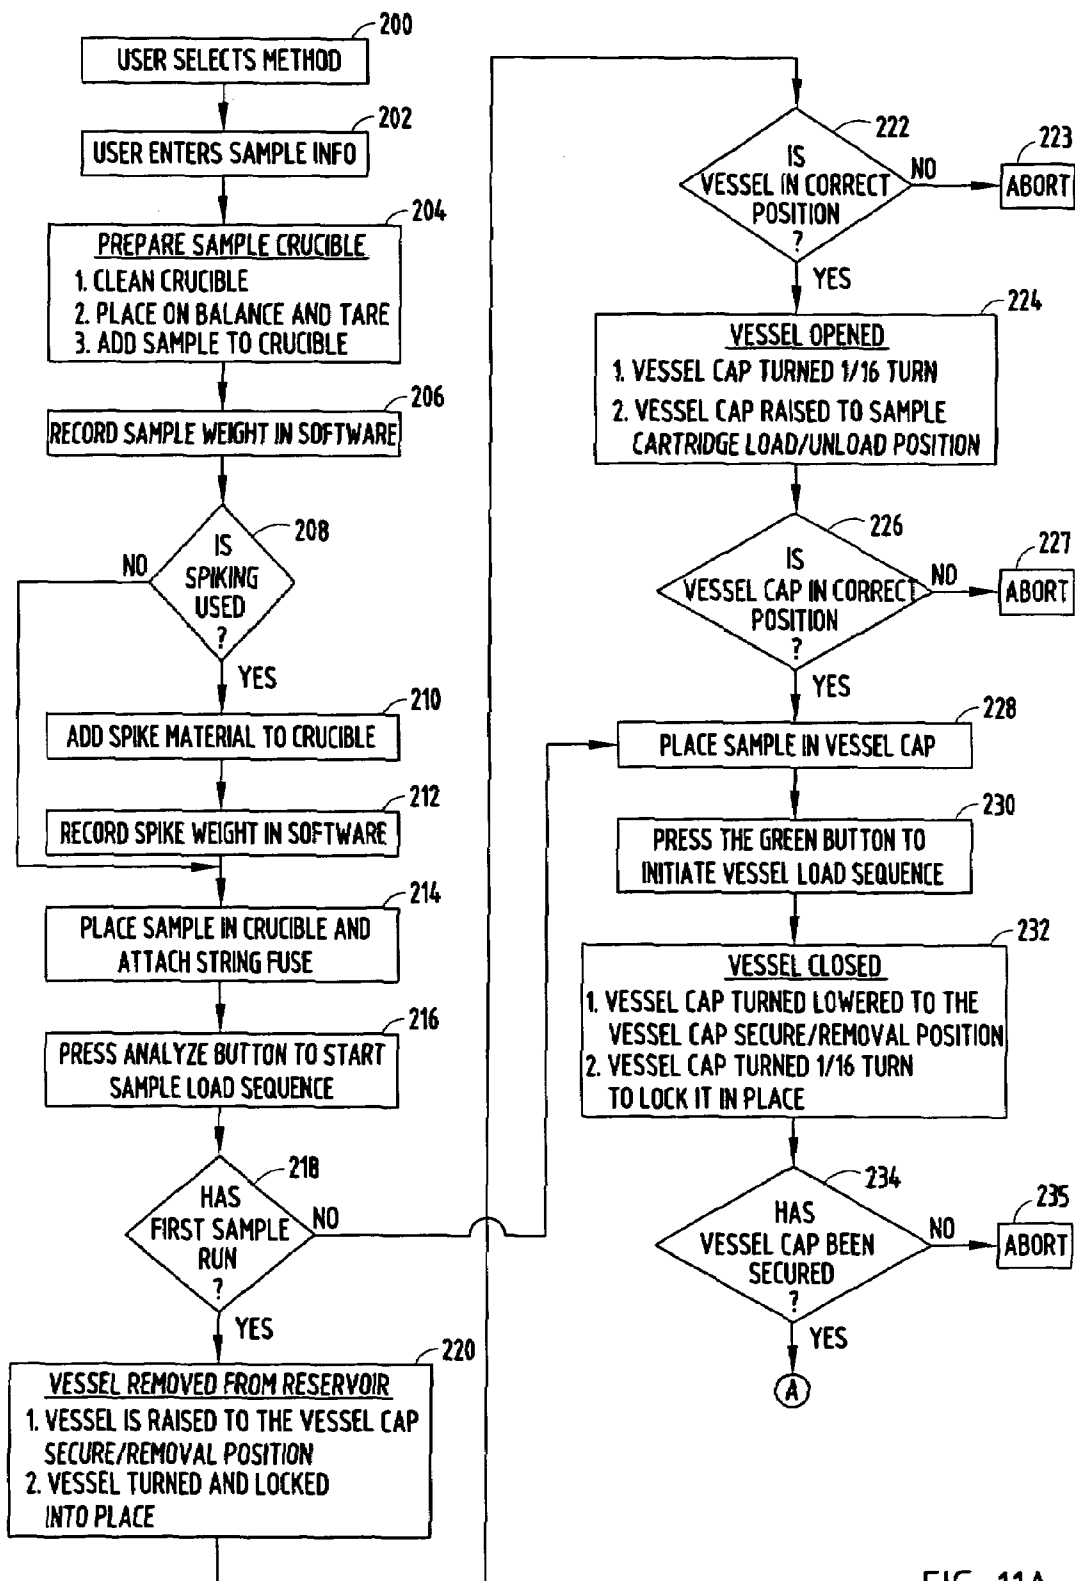 200
USER SELECTS METHOD
202
USER ENTERS SAMPLE INFO
204
PREPARE SAMPLE CRUCIBLE
1. CLEAN CRUCIBLE
2. PLACE ON BALANCE AND TARE
3. ADD SAMPLE TO CRUCIBLE
206
RECORD SAMPLE WEIGHT IN SOFTWARE
208
IS
SPIKING
USED
?
NO
YES
210
ADD SPIKE MATERIAL TO CRUCIBLE
212
RECORD SPIKE WEIGHT IN SOFTWARE
214
PLACE SAMPLE IN CRUCIBLE AND
ATTACH STRING FUSE
216
PRESS ANALYZE BUTTON TO START
SAMPLE LOAD SEQUENCE
218
HAS
FIRST SAMPLE
RUN
?
NO
YES
220
VESSEL REMOVED FROM RESERVOIR
1. VESSEL IS RAISED TO THE VESSEL CAP
SECURE/REMOVAL POSITION
2. VESSEL TURNED AND LOCKED
INTO PLACE
222
IS
VESSEL IN CORRECT
POSITION
?
NO
223
ABORT
YES
224
VESSEL OPENED
1. VESSEL CAP TURNED 1/16 TURN
2. VESSEL CAP RAISED TO SAMPLE
CARTRIDGE LOAD/UNLOAD POSITION
226
IS
VESSEL CAP IN CORRECT
POSITION
?
NO
227
ABORT
YES
228
PLACE SAMPLE IN VESSEL CAP
230
PRESS THE GREEN BUTTON TO
INITIATE VESSEL LOAD SEQUENCE
232
VESSEL CLOSED
1. VESSEL CAP TURNED LOWERED TO THE
VESSEL CAP SECURE/REMOVAL POSITION
2. VESSEL CAP TURNED 1/16 TURN
TO LOCK IT IN PLACE
234
HAS
VESSEL CAP BEEN
SECURED
?
NO
235
ABORT
YES
A
FIG. 11A